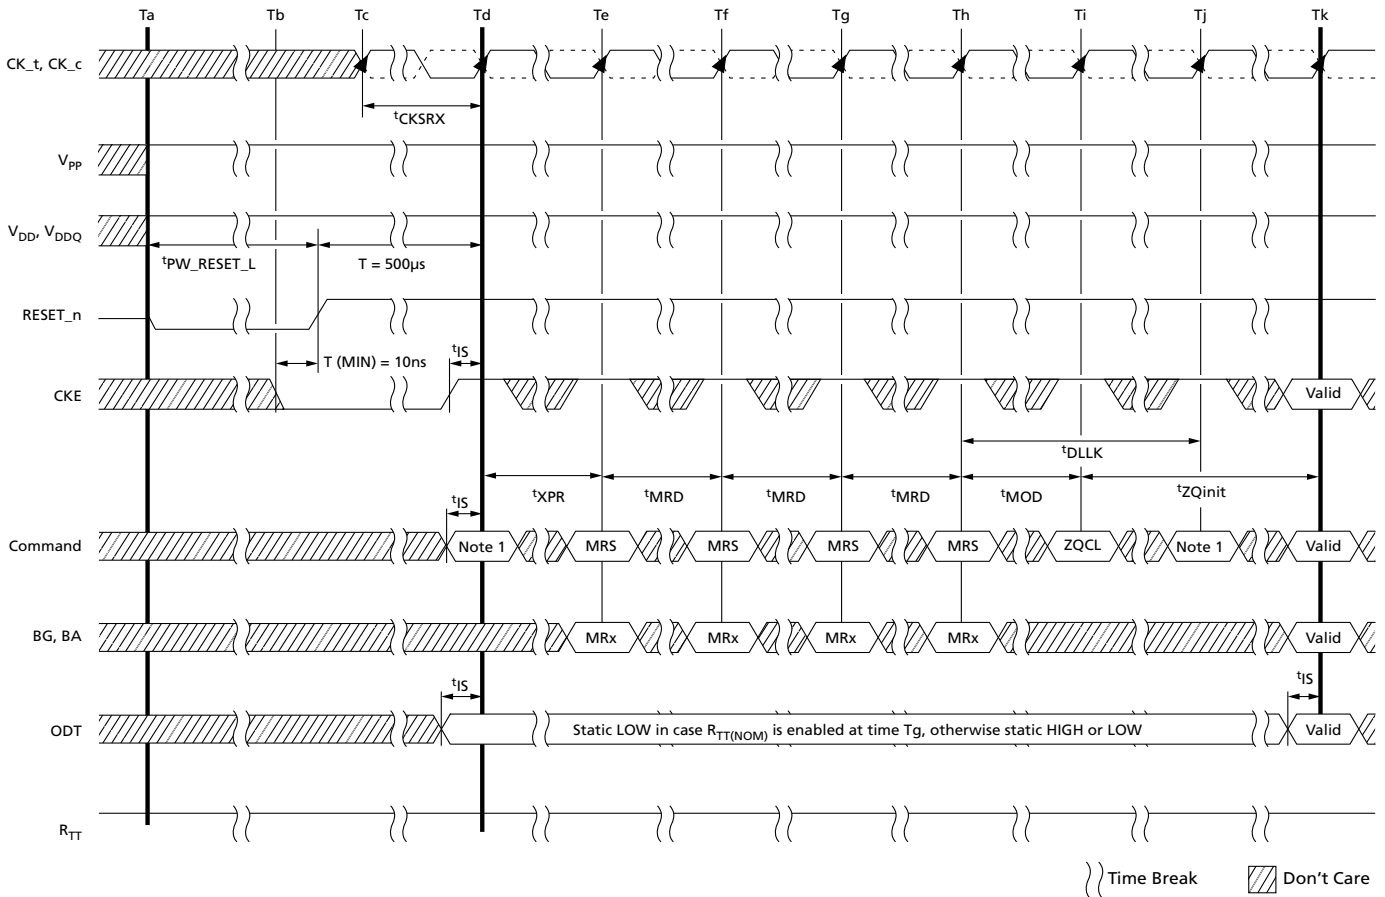 Ta Tb Tc Td Te Tf Tg Th Ti Tj Tk
CK_t, CK_c
tCKSRX
VPP
VDD, VDDQ
tPW_RESET_L T = 500µs
RESET_n
tIS
T (MIN) = 10ns
CKE Valid
tDLLK
tXPR tMRD tMRD tMRD tMOD tZQinit
tIS
Command Note 1 MRS MRS MRS MRS ZQCL Note 1 Valid
BG, BA MRx MRx MRx MRx Valid
tIS tIS
ODT Static LOW in case RTT(NOM) is enabled at time Tg, otherwise static HIGH or LOW Valid
RTT
Time Break Don't Care